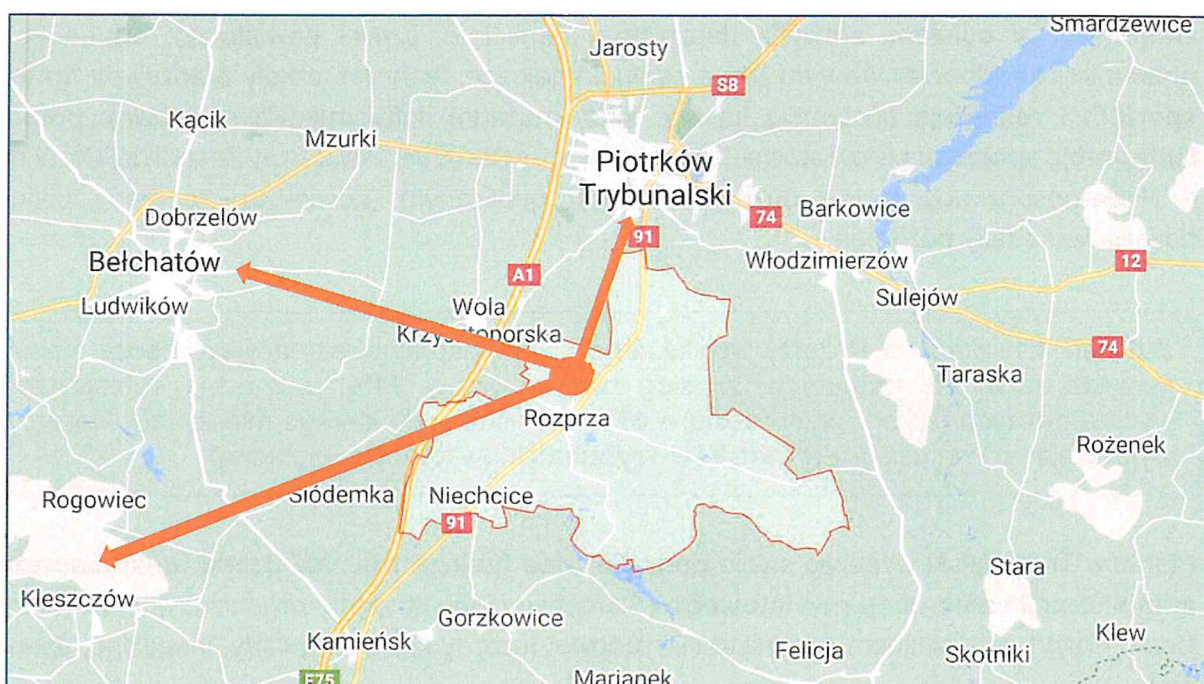 Smardzewice
Jarosty
S8
Kącik
Mzurki
Piotrków
Trybunalski
Dobrzelów
74
Barkowice
91
Bełchatów
Włodzimierzów
12
A1
Sulejów
Ludwików
Wola
Krzysztoporska
74
Taraska
Rozprza
Rożenek
Rogowiec
Siódemka
Niechcice
91
Stara
Kleszczów
Gorzkowice
Kamieńsk
Felicja
Klew
Skotniki
E75
Marianek